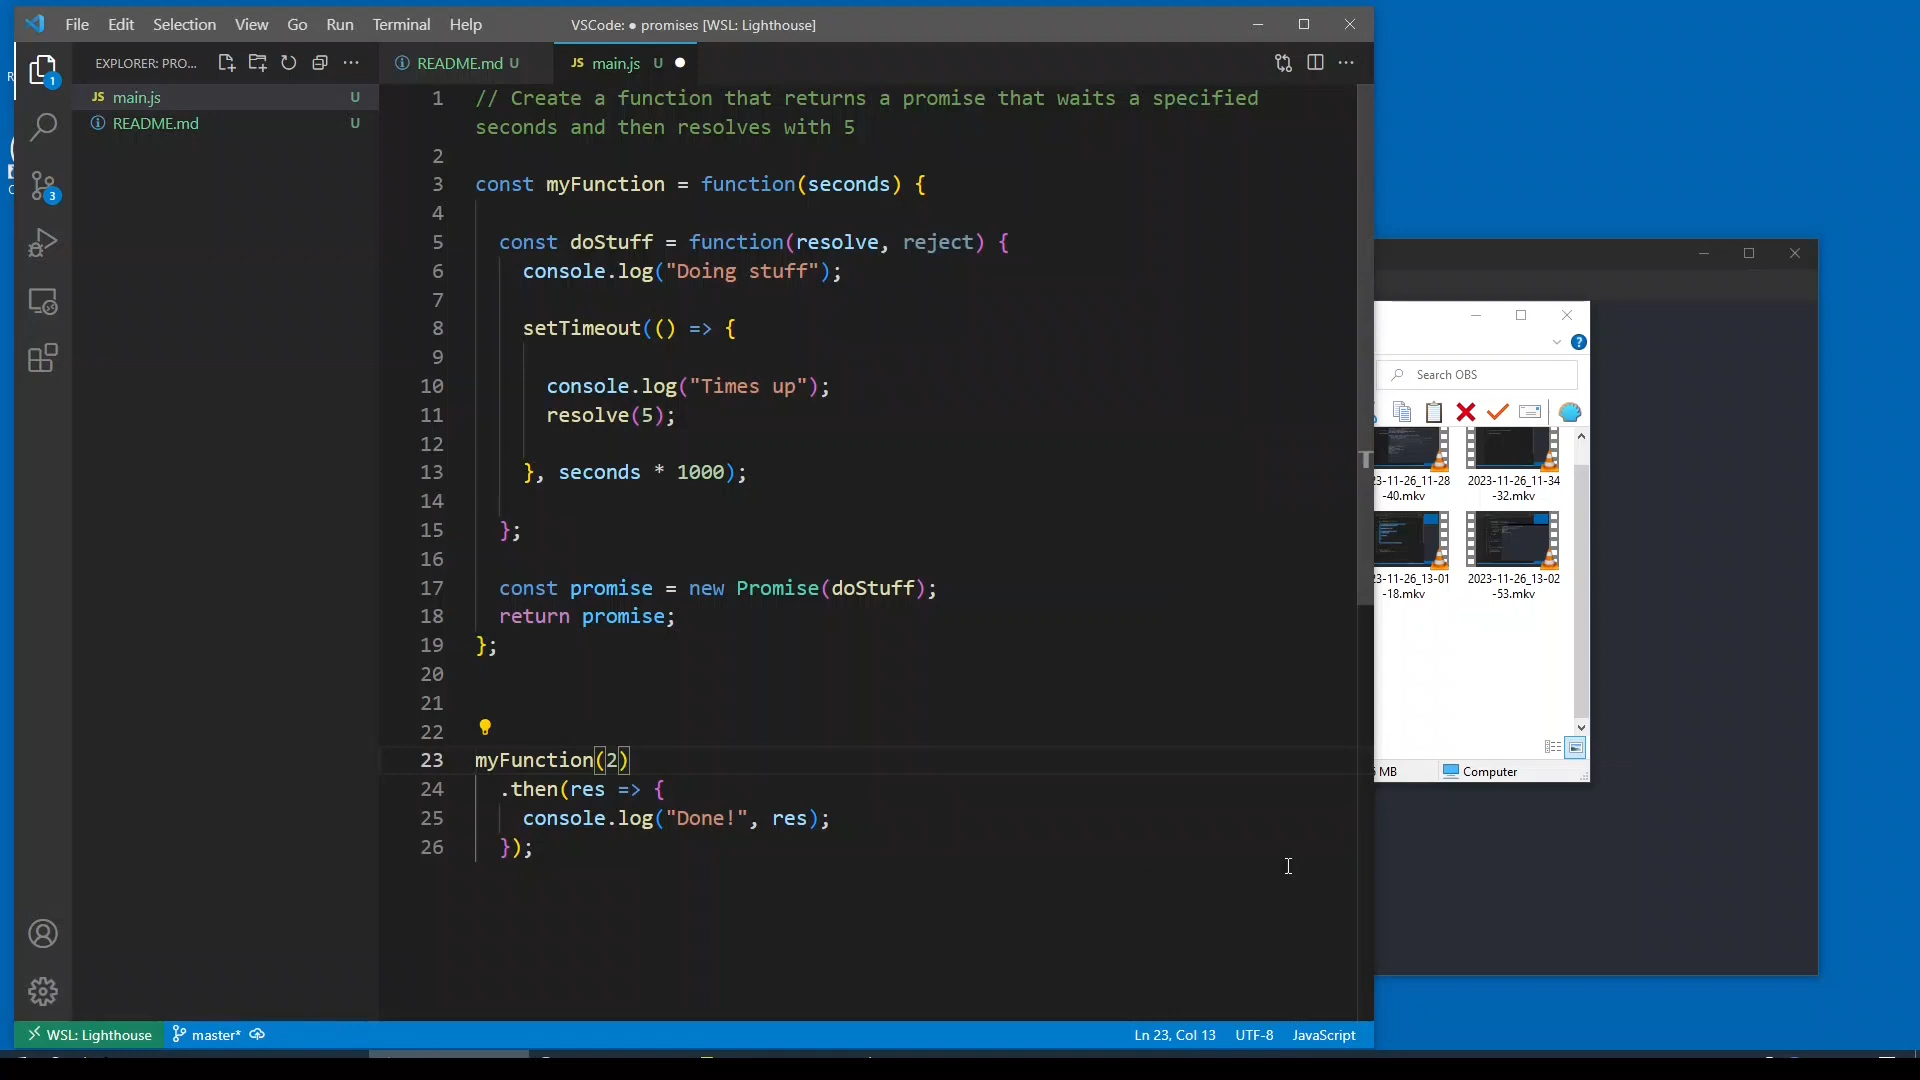 File Edit Selection View Go Run Terminal Help
VSCode: ● promises [WSL: Lighthouse]
EXPLORER: PRO...
README.md U
JS main.js U
JS main.js U
README.md U
1 // Create a function that returns a promise that waits a specified
seconds and then resolves with 5
2
3 const myFunction = function(seconds) {
4
5 const doStuff = function(resolve, reject) {
6 console.log("Doing stuff");
7
8 setTimeout(() => {
9
10 console.log("Times up");
11 resolve(5);
12
13 }, seconds * 1000);
14
15 };
16
17 const promise = new Promise(doStuff);
18 return promise;
19 };
20
21
22
23 myFunction(2)
24 .then(res => {
25 console.log("Done!", res);
26 });
1
3
WSL: Lighthouse
master*
Ln 23, Col 13
UTF-8
JavaScript
Search OBS
23-11-26_11-28
-40.mkv
2023-11-26_11-34
-32.mkv
23-11-26_13-01
-18.mkv
2023-11-26_13-02
-53.mkv
MB
Computer